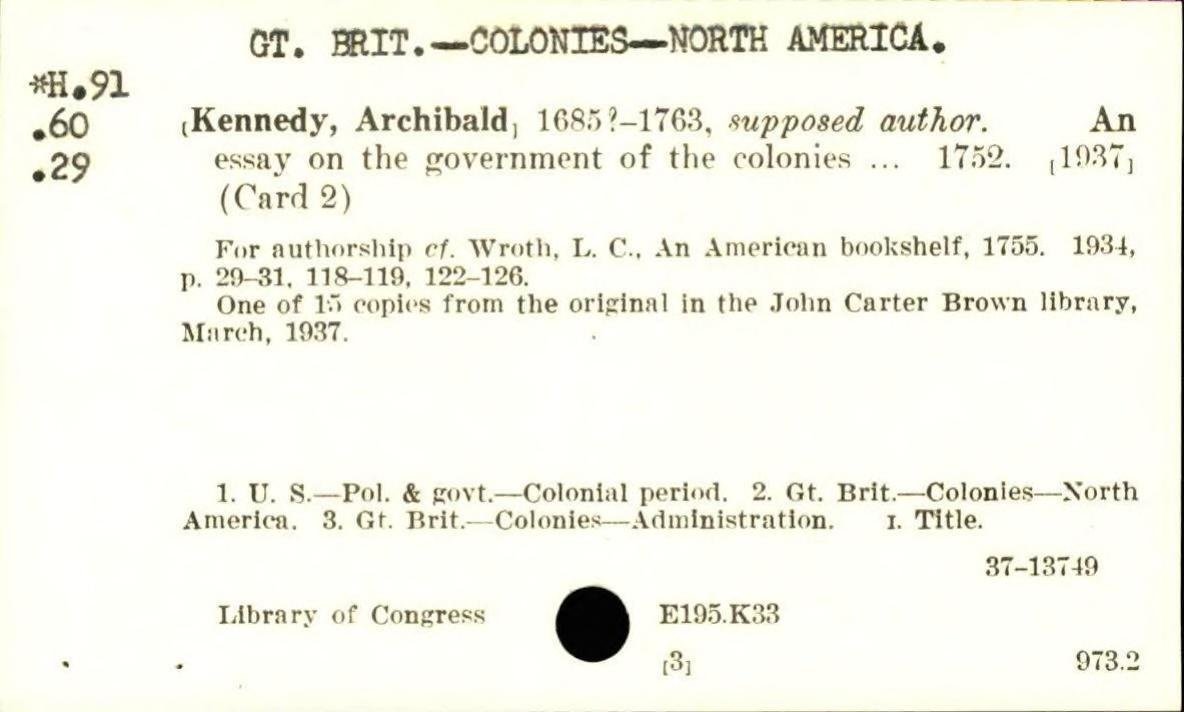 GT. BRIT.—COLONIES—NORTH AMERICA.
*H.91
.60
.29
[Kennedy, Archibald] 1685?–1763, supposed author. An
essay on the government of the colonies ... 1752. [1937]
(Card 2)
For authorship cf. Wroth, L. C., An American bookshelf, 1755. 1934,
p. 29–31, 118–119, 122–126.
One of 15 copies from the original in the John Carter Brown library,
March, 1937.
1. U. S.—Pol. & govt.—Colonial period. 2. Gt. Brit.—Colonies—North
America. 3. Gt. Brit.—Colonies—Administration. I. Title.
37–13749
Library of Congress E195.K33
[3] 973.2